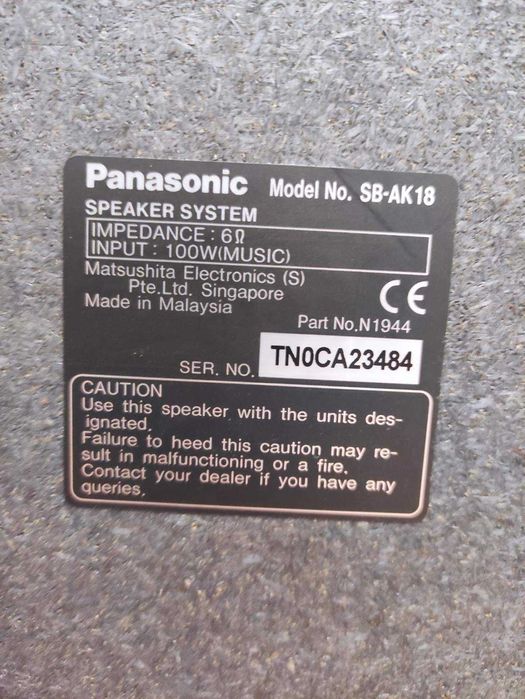 Panasonic Model No. SB-AK18
SPEAKER SYSTEM
IMPEDANCE : 6Ω
INPUT : 100W(MUSIC)
Matsushita Electronics (S)
Pte.Ltd. Singapore
Made in Malaysia
CE
Part No.N1944
SER. NO. TN0CA23484
CAUTION
Use this speaker with the units des-
ignated.
Failure to heed this caution may re-
sult in malfunctioning or a fire.
Contact your dealer if you have any
queries.